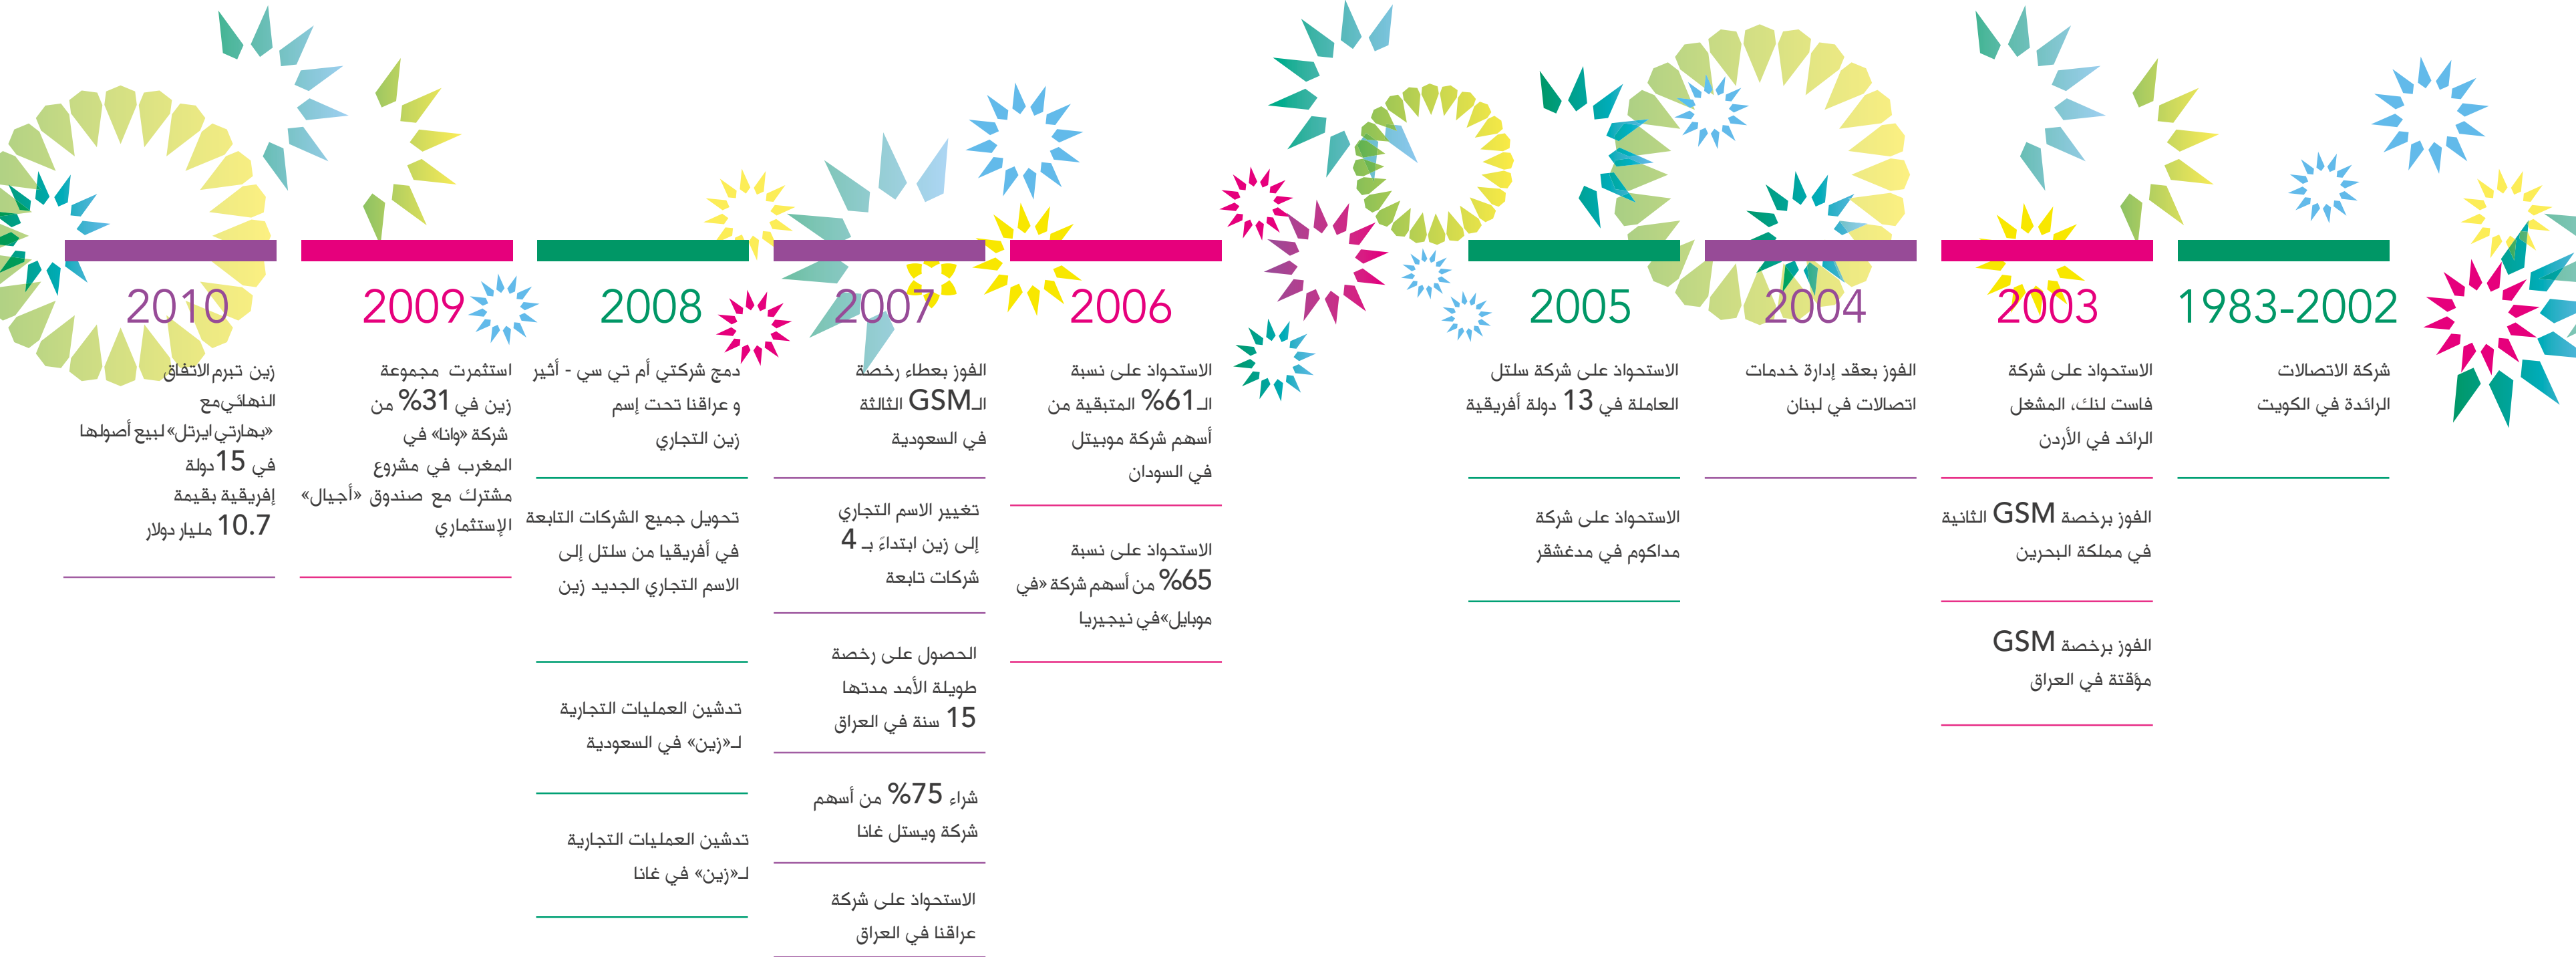 1983-2002
شركة الاتصالات
الرائدة في الكويت
2003
الاستحواذ على شركة
فاست لنك، المشغل
الرائد في الأردن
الفوز برخصة GSM الثانية
في مملكة البحرين
الفوز برخصة GSM
مؤقتة في العراق
2004
الفوز بعقد إدارة خدمات
اتصالات في لبنان
2005
الاستحواذ على شركة سلتل
العاملة في 13 دولة أفريقية
الاستحواذ على شركة
مداكوم في مدغشقر
2006
الاستحواذ على نسبة
الـ61% المتبقية من
أسهم شركة موبيتل
في السودان
الاستحواذ على نسبة
65% من أسهم شركة «في
موبايل»في نيجيريا
2007
الفوز بعطاء رخصة
الـGSM الثالثة
في السعودية
تغيير الاسم التجاري
إلى زين ابتداءً بـ 4
شركات تابعة
الحصول على رخصة
طويلة الأمد مدتها
15 سنة في العراق
شراء 75% من أسهم
شركة ويستل غانا
الاستحواذ على شركة
عراقنا في العراق
2008
دمج شركتي أم تي سي - أثير
و عراقنا تحت إسم
زين التجاري
تحويل جميع الشركات التابعة
في أفريقيا من سلتل إلى
الاسم التجاري الجديد زين
تدشين العمليات التجارية
لـ«زين» في السعودية
تدشين العمليات التجارية
لـ«زين» في غانا
2009
استثمرت مجموعة
زين في 31% من
شركة «وانا» في
المغرب في مشروع
مشترك مع صندوق «أجيال»
الإستثماري
2010
زين تبرم الاتفاق
النهائي مع
«بهارتي ايرتل» لبيع أصولها
في 15 دولة
إفريقية بقيمة
10.7 مليار دولار